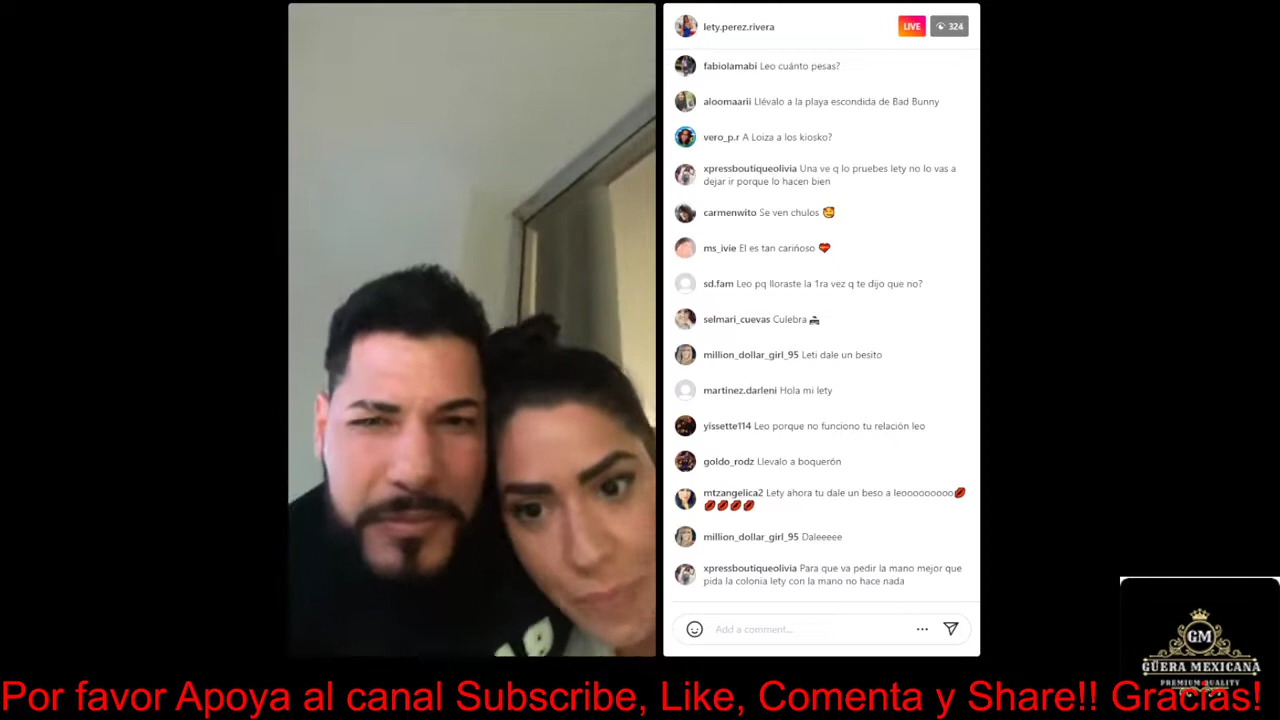 lety.perez.rivera
LIVE
324
fabiolamabi Leo cuánto pesas?
aloomaarii Llévalo a la playa escondida de Bad Bunny
vero_p.r A Loiza a los kiosko?
xpressboutiqueolivia Una ve q lo pruebes lety no lo vas a
dejar ir porque lo hacen bien
carmenwito Se ven chulos 🥰
ms_ivie El es tan cariñoso ❤️
sd.fam Leo pq lloraste la 1ra vez q te dijo que no?
selmari_cuevas Culebra
million_dollar_girl_95 Leti dale un besito
martinez.darleni Hola mi lety
yissette114 Leo porque no funciono tu relación leo
goldo_rodz Llevalo a boquerón
mtzangelica2 Lety ahora tu dale un beso a leooooooooo💋
💋💋💋💋
million_dollar_girl_95 Daleeeee
xpressboutiqueolivia Para que va pedir la mano mejor que
pida la colonia lety con la mano no hace nada
Add a comment...
GM
GÜERA MEXICANA
PREMIUM QUALITY
Por favor Apoya al canal Subscribe, Like, Comenta y Share!! Gracias!